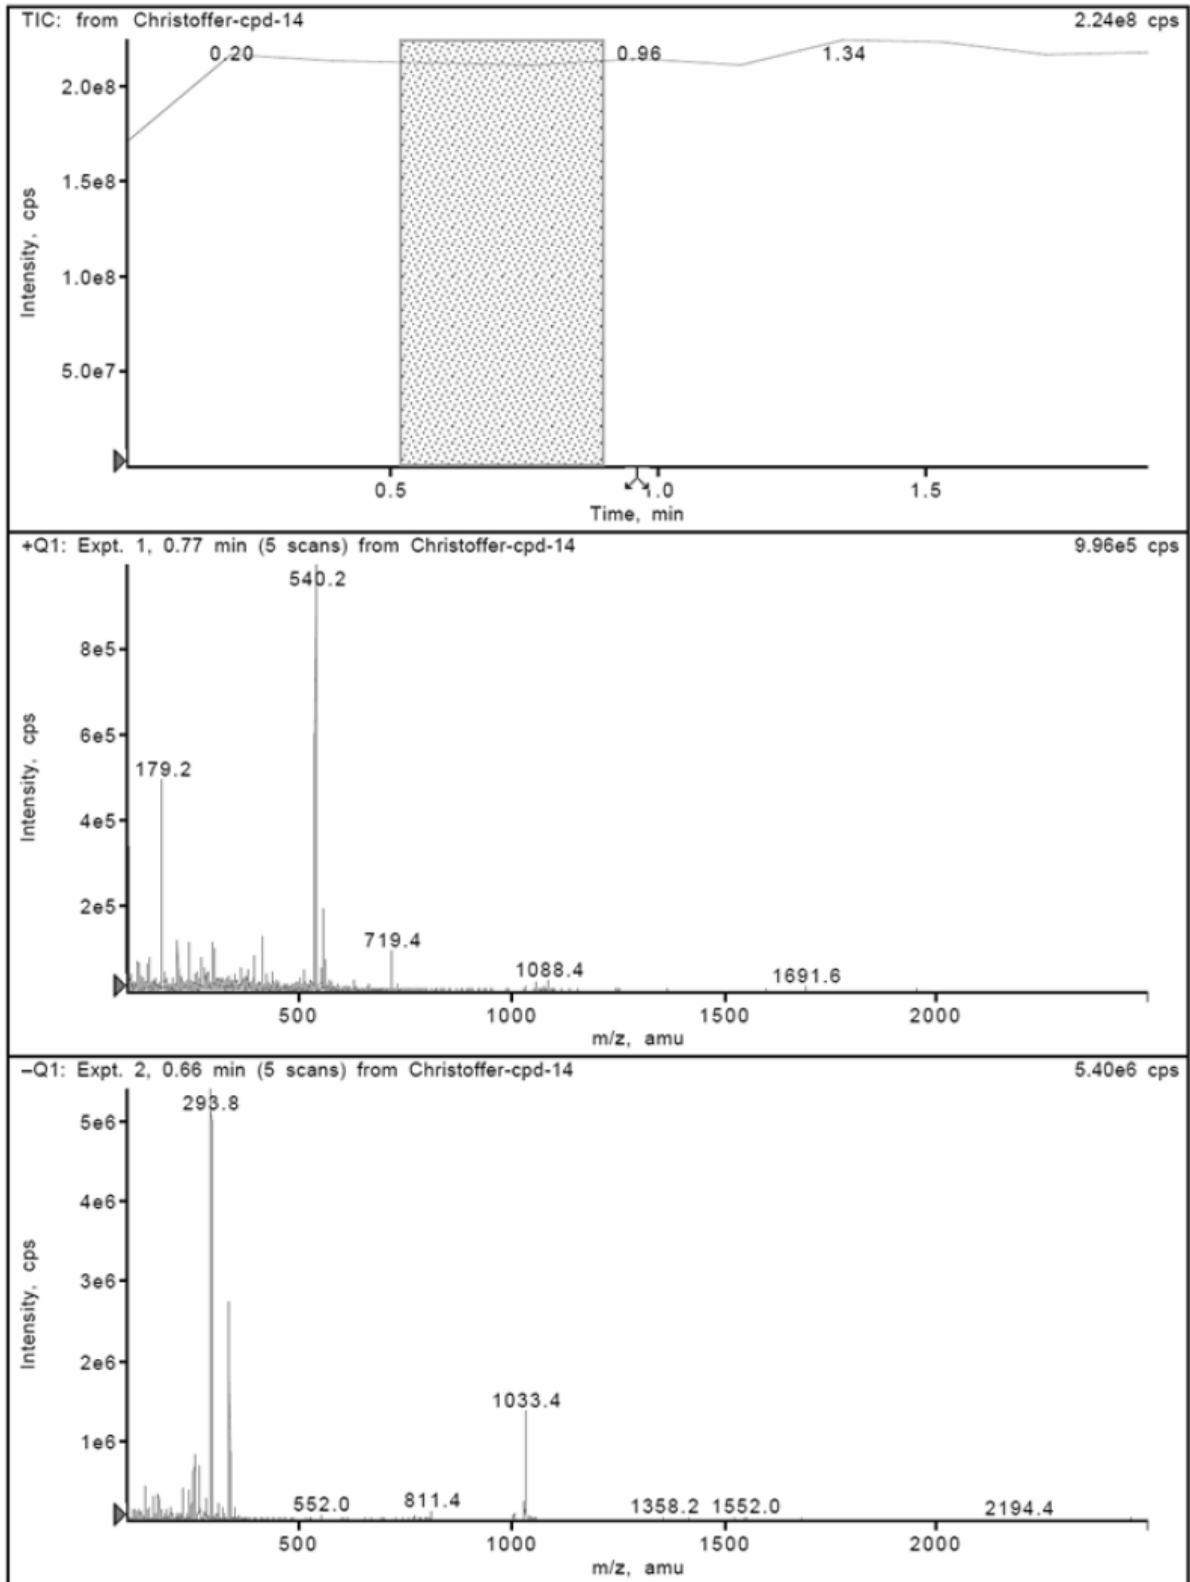 TIC: from Christoffer-cpd-14 2.24e8 cps
0.20 0.96 1.34
2.0e8
1.5e8
1.0e8
5.0e7
Intensity, cps
0.5 1.0 1.5
Time, min
+Q1: Expt. 1, 0.77 min (5 scans) from Christoffer-cpd-14 9.96e5 cps
540.2
8e5
6e5
179.2
4e5
2e5
719.4
1088.4
1691.6
Intensity, cps
500 1000 1500 2000
m/z, amu
–Q1: Expt. 2, 0.66 min (5 scans) from Christoffer-cpd-14 5.40e6 cps
293.8
5e6
4e6
3e6
2e6
1033.4
1e6
552.0 811.4 1358.2 1552.0 2194.4
Intensity, cps
500 1000 1500 2000
m/z, amu